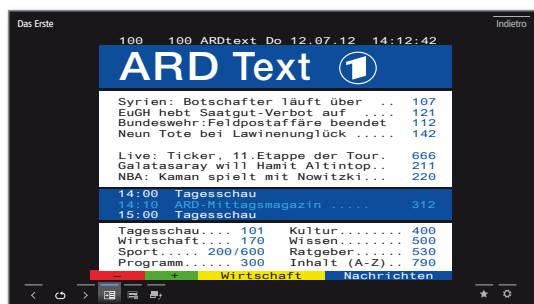 Das Erste
Indietro
100 100 ARDtext Do 12.07.12 14:12:42
ARD Text 1
Syrien: Botschafter läuft über .. 107
EuGH hebt Saatgut-Verbot auf .... 121
Bundeswehr:Feldpostaffäre beendet 112
Neun Tote bei Lawinenunglück ..... 142
Live: Ticker, 11.Etappe der Tour. 666
Galatasaray will Hamit Altintop.. 211
NBA: Kaman spielt mit Nowitzki... 220
14:00 Tagesschau
14:10 ARD-Mittagsmagazin ..... 312
15:00 Tagesschau
Tagesschau.... 101 Kultur........ 400
Wirtschaft.... 170 Wissen........ 500
Sport..... 200/600 Ratgeber...... 530
Programm...... 300 Inhalt (A-Z).. 790
- + Wirtschaft Nachrichten